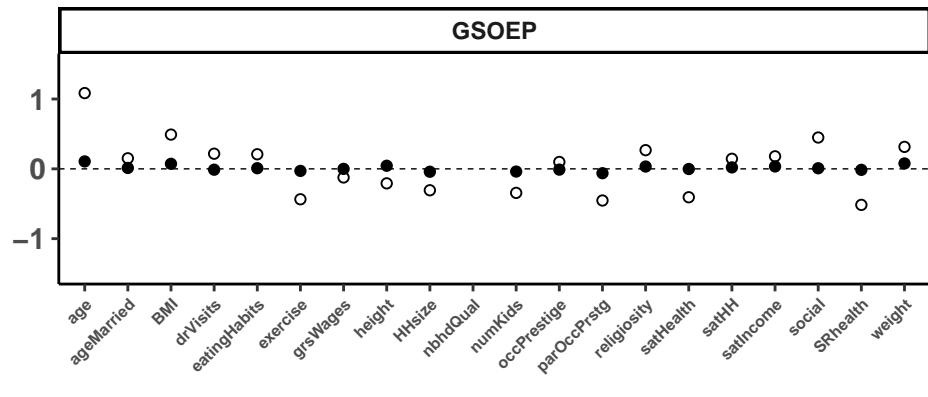 GSOEP
1
0
−1
age
ageMarried
BMI
drVisits
eatingHabits
exercise
grsWages
height
HHsize
nbhdQual
numKids
occPrestige
parOccPrstg
religiosity
satHealth
satHH
satIncome
social
SRhealth
weight